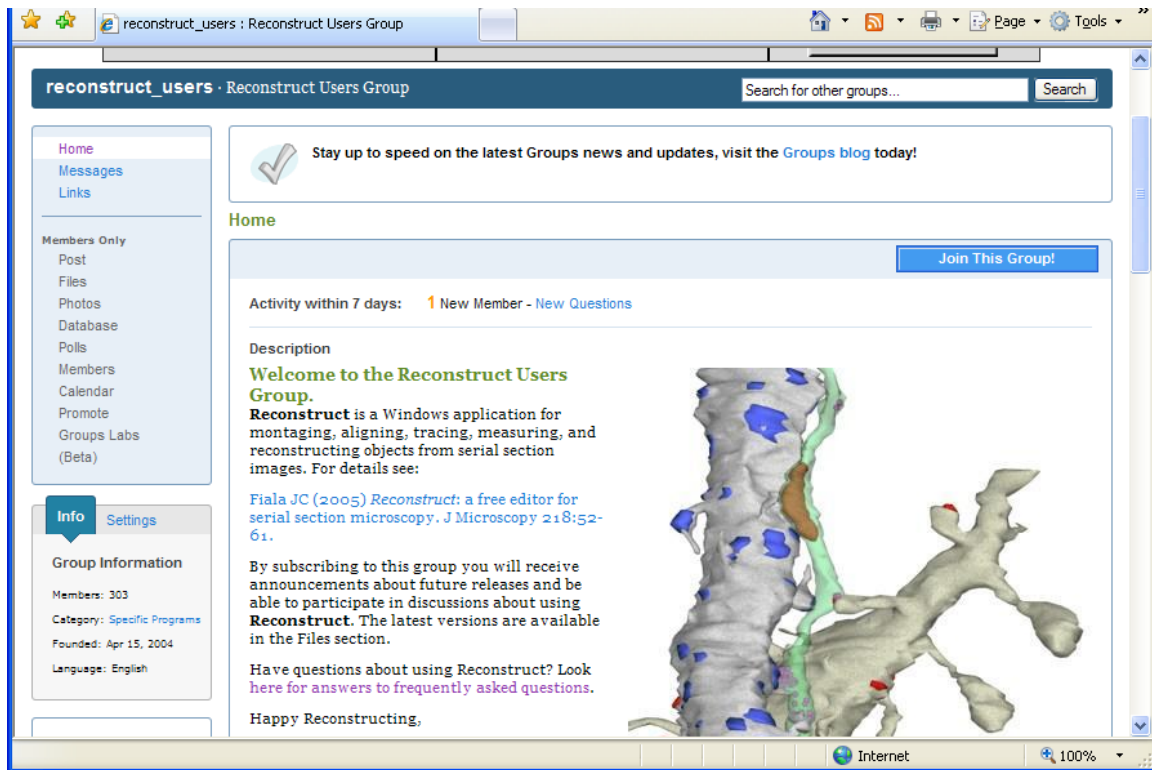 reconstruct_users : Reconstruct Users Group
Page
Tools
»
reconstruct_users · Reconstruct Users Group
Search for other groups...
Search
Home
Messages
Links
Members Only
Post
Files
Photos
Database
Polls
Members
Calendar
Promote
Groups Labs
(Beta)
Info
Settings
Group Information
Members: 303
Category: Specific Programs
Founded: Apr 15, 2004
Language: English
Stay up to speed on the latest Groups news and updates, visit the Groups blog today!
Home
Join This Group!
Activity within 7 days: 1 New Member - New Questions
Description
Welcome to the Reconstruct Users
Group.
Reconstruct is a Windows application for
montaging, aligning, tracing, measuring, and
reconstructing objects from serial section
images. For details see:
Fiala JC (2005) Reconstruct: a free editor for
serial section microscopy. J Microscopy 218:52-
61.
By subscribing to this group you will receive
announcements about future releases and be
able to participate in discussions about using
Reconstruct. The latest versions are available
in the Files section.
Have questions about using Reconstruct? Look
here for answers to frequently asked questions.
Happy Reconstructing,
Internet
100%